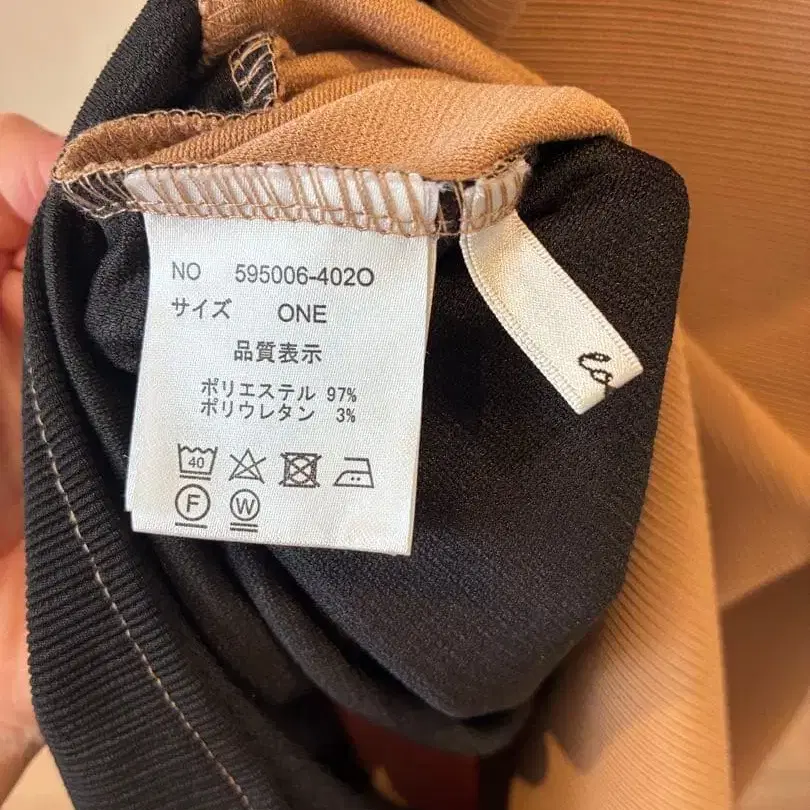 NO 595006-402O
サイズ ONE
品質表示
ポリエステル 97%
ポリウレタン 3%
40
F W